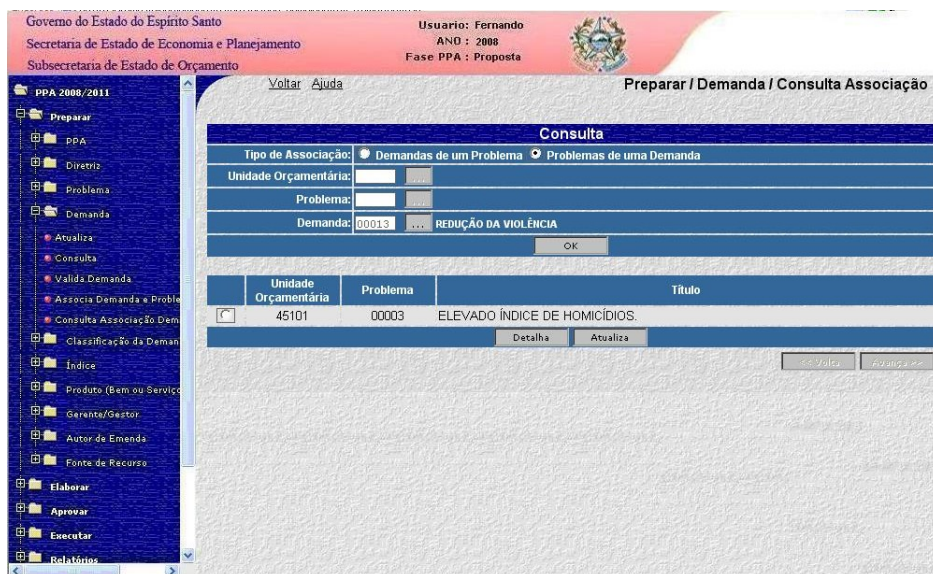 Governo do Estado do Espírito Santo
Secretaria de Estado de Economia e Planejamento
Subsecretaria de Estado de Orçamento
Usuario: Fernando
ANO : 2008
Fase PPA : Proposta
PPA 2008/2011
Preparar
PPA
Diretriz
Problema
Demanda
Atualiza
Consulta
Valida Demanda
Associa Demanda e Proble
Consulta Associação Dem
Classificação da Deman
Índice
Produto (Bem ou Serviço
Gerente/Gestor
Autor de Emenda
Fonte de Recurso
Elaborar
Aprovar
Executar
Relatórios
Voltar Ajuda
Preparar / Demanda / Consulta Associação
Consulta
Tipo de Associação: Demandas de um Problema Problemas de uma Demanda
Unidade Orçamentária: ...
Problema: ...
Demanda: 00013 ... REDUÇÃO DA VIOLÊNCIA
OK
Unidade Orçamentária Problema Título
45101 00003 ELEVADO ÍNDICE DE HOMICÍDIOS.
Detalha Atualiza
<< Volta Avança >>